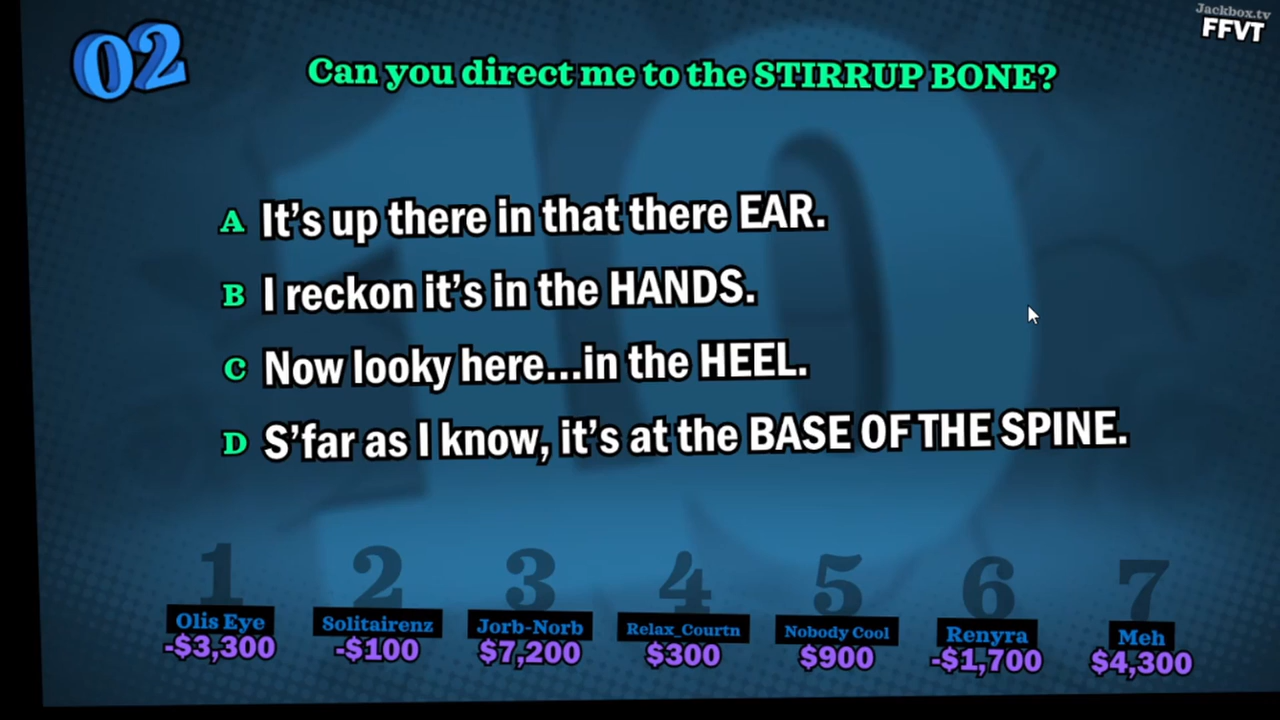 Jackbox.tv
FFVT
02
Can you direct me to the STIRRUP BONE?
A It's up there in that there EAR.
B I reckon it's in the HANDS.
C Now looky here...in the HEEL.
D S'far as I know, it's at the BASE OF THE SPINE.
10
1 2 3 4 5 6 7
Olis Eye Solitairenz Jorb-Norb Relax_Courtn Nobody Cool Renyra Meh
-$3,300 -$100 $7,200 $300 $900 -$1,700 $4,300